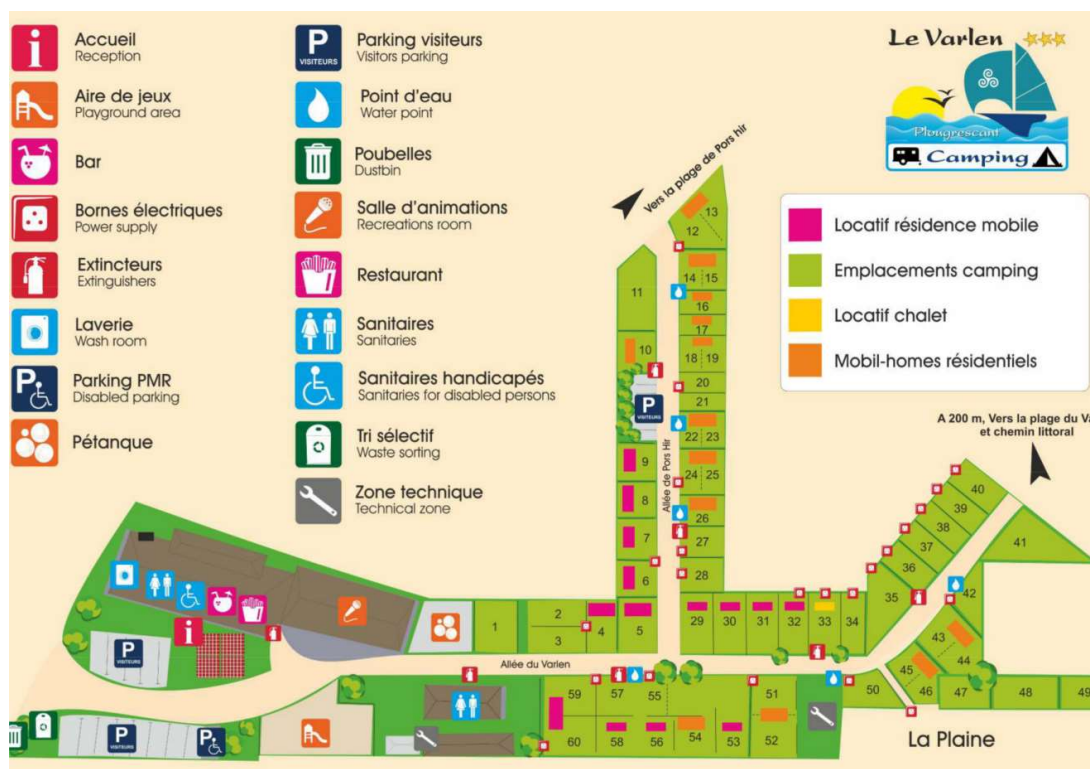 Accueil
Reception
Aire de jeux
Playground area
Bar
Bornes électriques
Power supply
Extincteurs
Extinguishers
Laverie
Wash room
Parking PMR
Disabled parking
Pétanque
P
VISITEURS
Parking visiteurs
Visitors parking
Point d'eau
Water point
Poubelles
Dustbin
Salle d'animations
Recreations room
Restaurant
Sanitaires
Sanitaries
Sanitaires handicapés
Sanitaries for disabled persons
Tri sélectif
Waste sorting
Zone technique
Technical zone
Le Varlen
Plougrescant
Camping
Locatif résidence mobile
Emplacements camping
Locatif chalet
Mobil-homes résidentiels
A 200 m, Vers la plage du Va
et chemin littoral
Vers la plage de Pors hir
Allée de Pors Hir
13
12
14 15
16
17
18 19
20
21
22 23
24 25
26
27
28
11
10
P
VISITEURS
9
8
7
6
5
4
2
3
1
29 30 31 32 33 34
35
36
37
38
39
40
41
42
43
44
45
46
47
48
49
50
Allée du Varlen
59
60
57
58
55
56
54
53
51
52
P
VISITEURS
P
VISITEURS
P
La Plaine